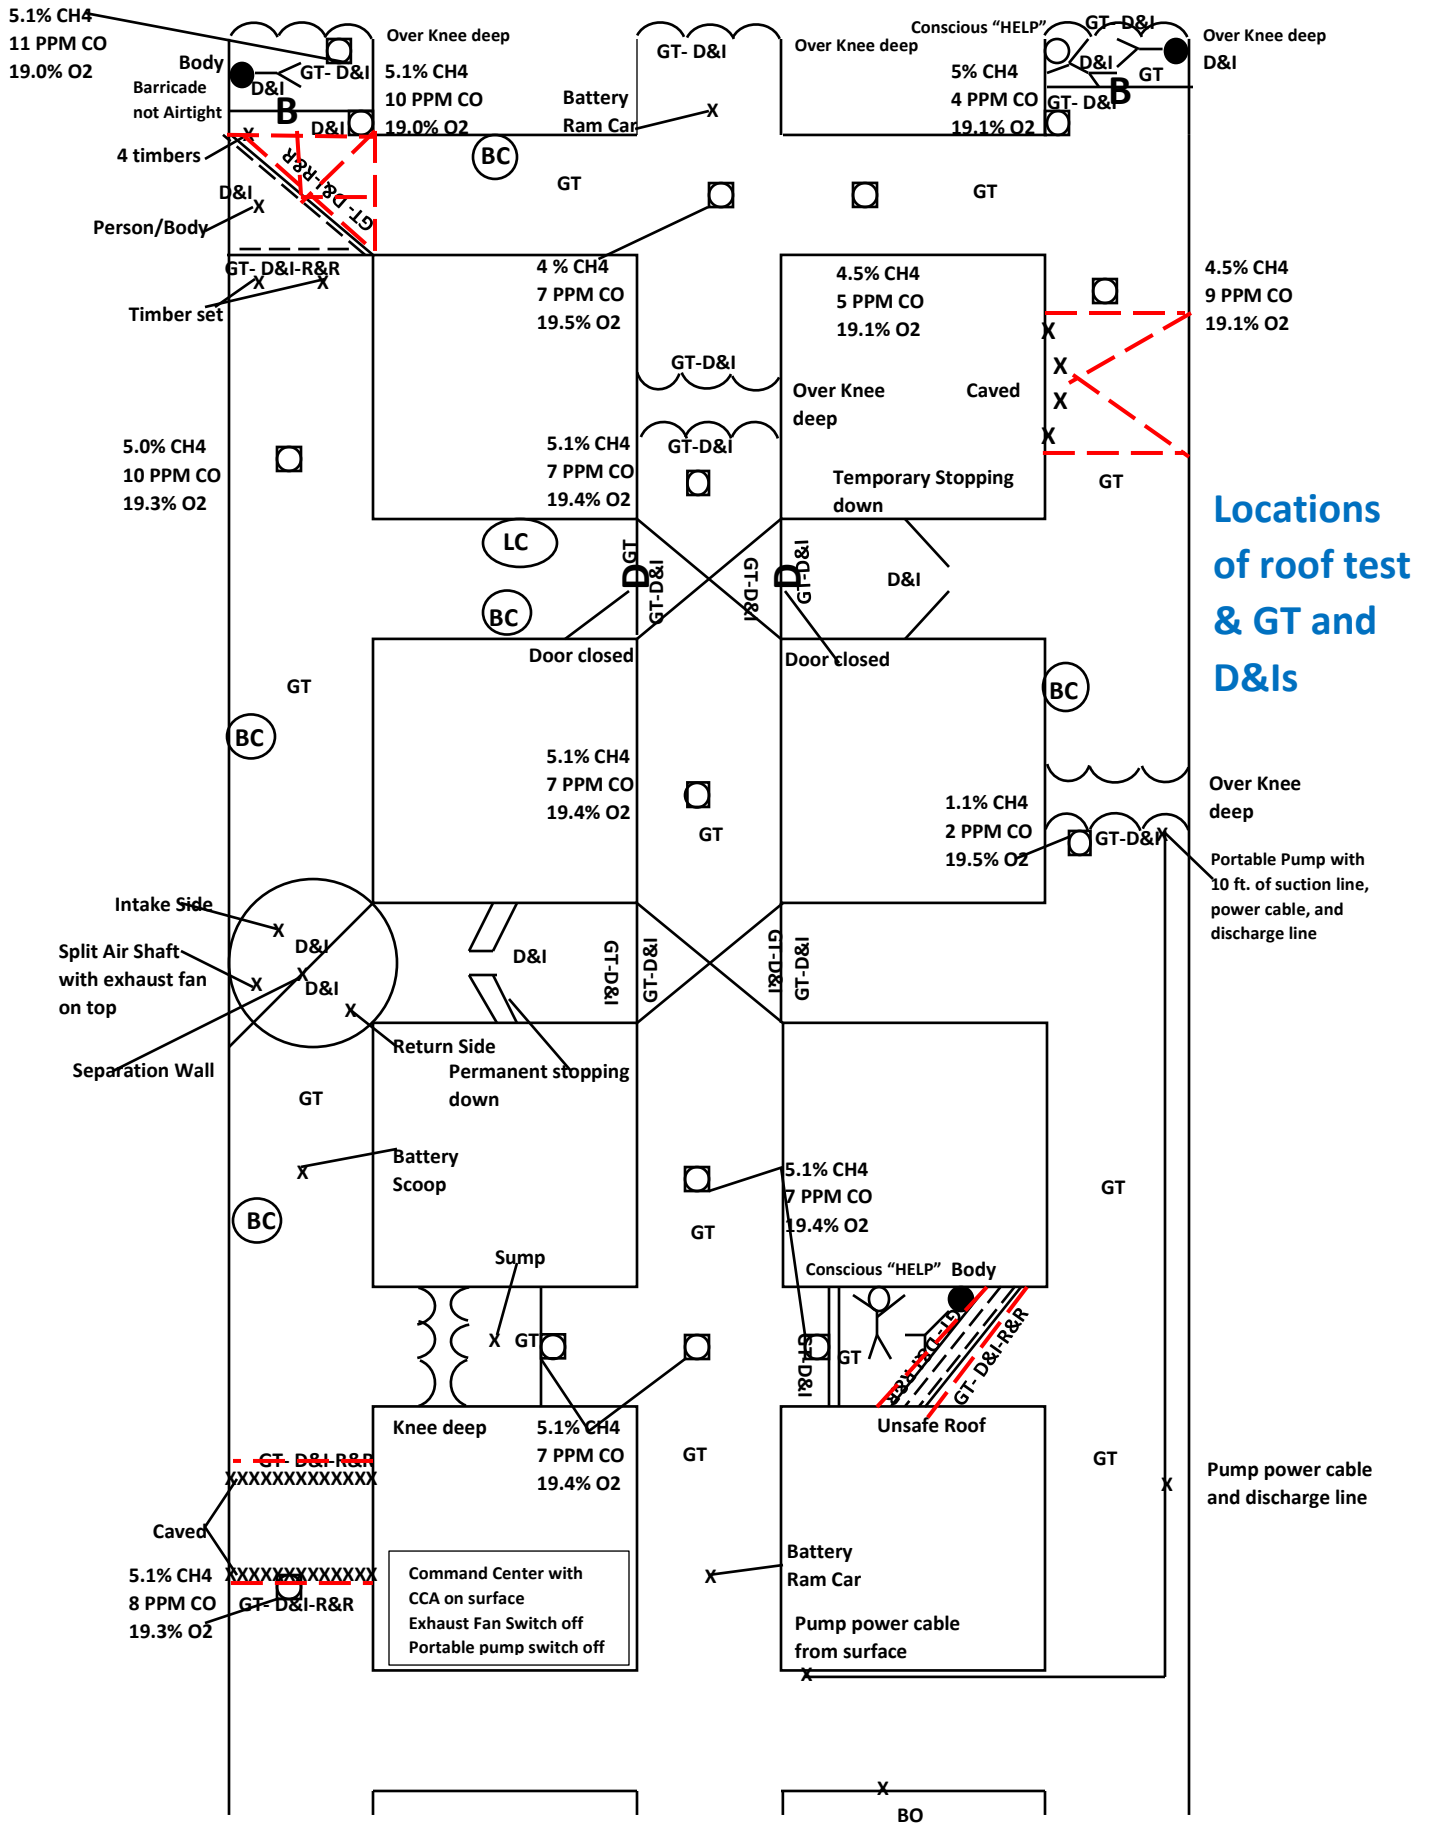 5.1% CH4
11 PPM CO
19.0% O2
Over Knee deep
GT- D&I
Over Knee deep
Conscious “HELP”
GT- D&I
Over Knee deep
D&I
Body
GT- D&I
D&I
Barricade
not Airtight
B
D&I
5.1% CH4
10 PPM CO
19.0% O2
Battery
Ram Car
X
5% CH4
4 PPM CO
19.1% O2
D&I
GT
GT- D&I
B
4 timbers
X
GT- D&I-R&R
D&I
X
Person/Body
BC
GT
GT
GT- D&I-R&R
X X
Timber set
4 % CH4
7 PPM CO
19.5% O2
4.5% CH4
5 PPM CO
19.1% O2
4.5% CH4
9 PPM CO
19.1% O2
GT-D&I
Over Knee
deep
Caved
X
X
X
X
5.0% CH4
10 PPM CO
19.3% O2
5.1% CH4
7 PPM CO
19.4% O2
GT-D&I
Temporary Stopping
down
GT
Locations
of roof test
& GT and
D&Is
LC
BC
D
GT
GT-D&I
GT-D&I
D
GT-D&I
D&I
Door closed
Door closed
GT
BC
BC
5.1% CH4
7 PPM CO
19.4% O2
GT
1.1% CH4
2 PPM CO
19.5% O2
Over Knee
deep
GT-D&I
X
Portable Pump with
10 ft. of suction line,
power cable, and
discharge line
Intake Side
X
D&I
Split Air Shaft
with exhaust fan
on top
X
X
D&I
X
D&I
GT-D&I
GT-D&I
GT-D&I
GT-D&I
Separation Wall
Return Side
Permanent stopping
down
GT
Battery
Scoop
X
BC
GT
5.1% CH4
7 PPM CO
19.4% O2
GT
Sump
X
GT
Conscious “HELP”
Body
GT-D&I
GT
GT-D&I-R&R
GT- D&I-R&R
Knee deep
5.1% CH4
7 PPM CO
19.4% O2
GT
Unsafe Roof
GT
GT- D&I-R&R
XXXXXXXXXXXXX
Caved
XXXXXXXXXXXXX
5.1% CH4
8 PPM CO
19.3% O2
GT- D&I-R&R
Command Center with
CCA on surface
Exhaust Fan Switch off
Portable pump switch off
Battery
Ram Car
X
Pump power cable
from surface
X
X
Pump power cable
and discharge line
X
BO